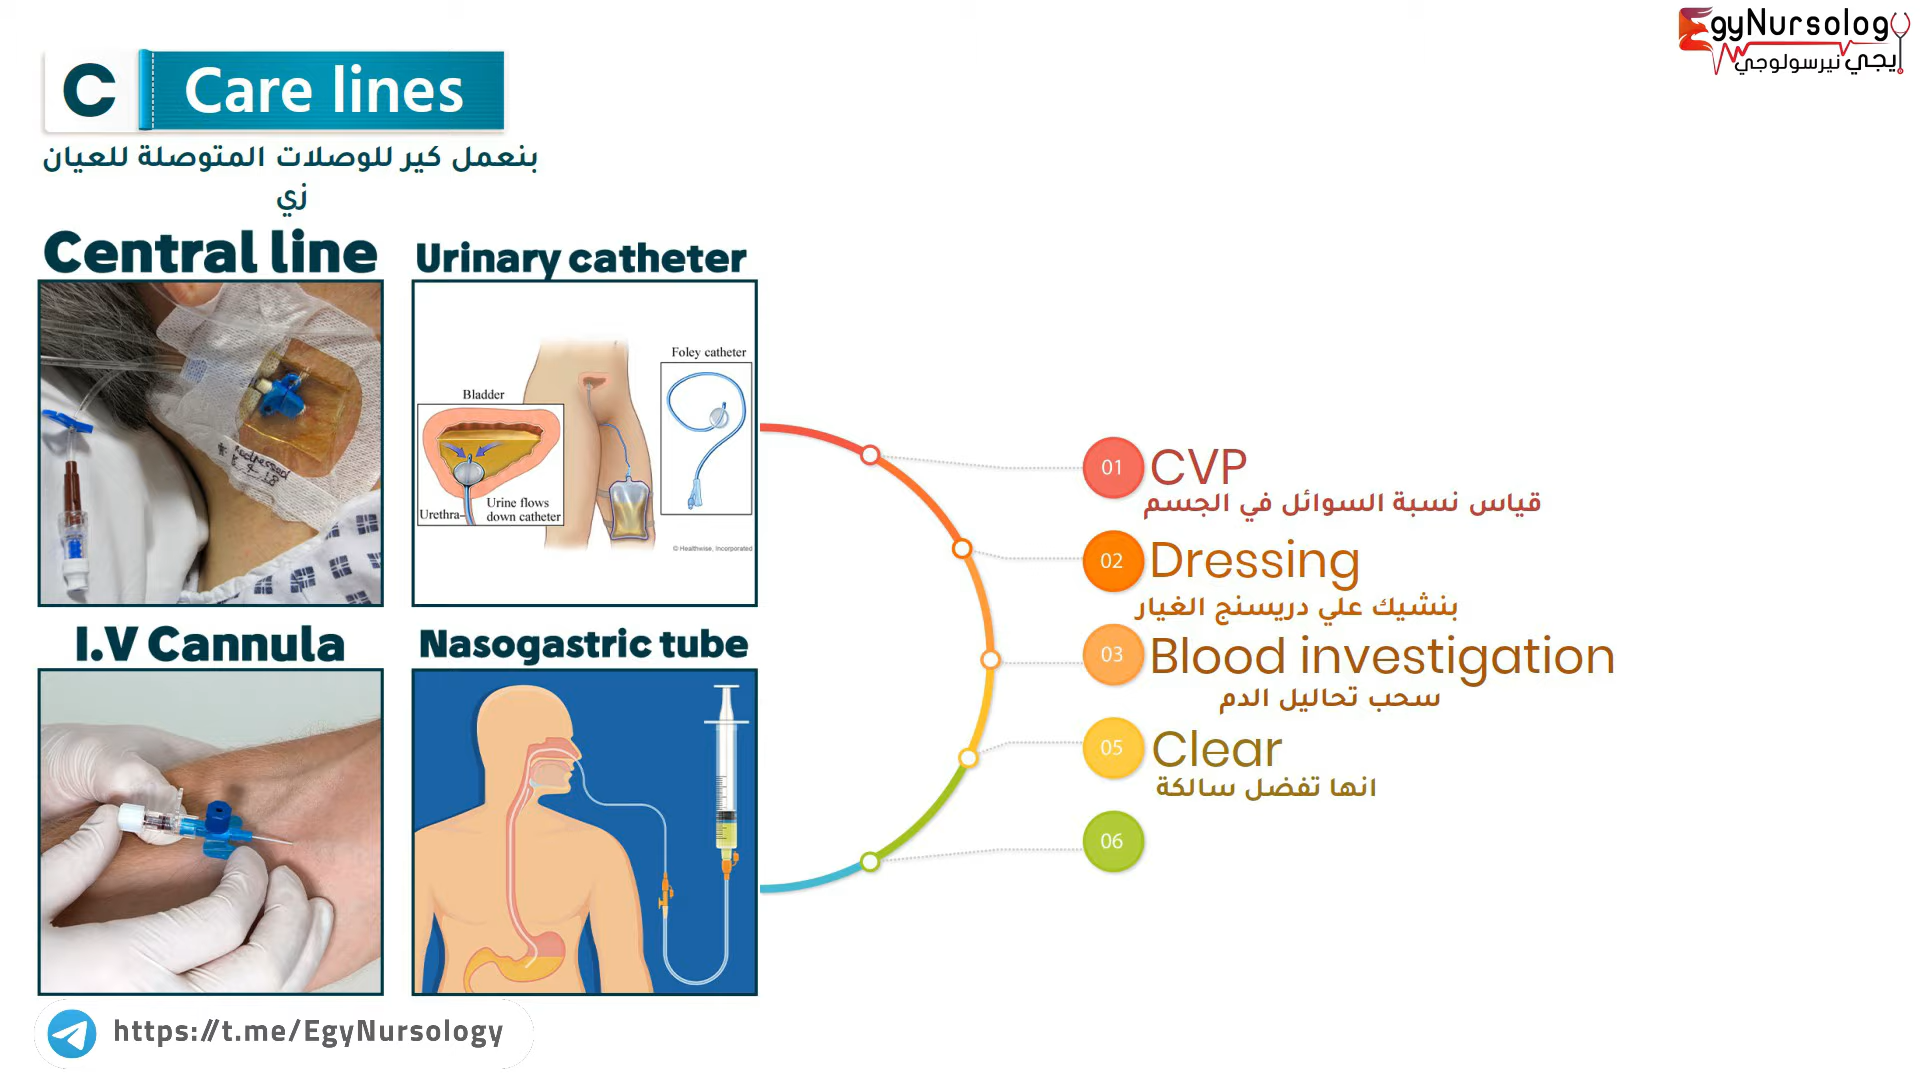 EgyNursology
إيجي نيرسولوجي
C
Care lines
بنعمل كير للوصلات المتوصلة للعيان
زي
Central line
Urinary catheter
Foley catheter
Bladder
Urethra
Urine flows
down catheter
© Healthwise, Incorporated
Redressed
I.V Cannula
Nasogastric tube
01
CVP
قياس نسبة السوائل في الجسم
02
Dressing
بنشيك علي دريسنج الغيار
03
Blood investigation
سحب تحاليل الدم
05
Clear
انها تفضل سالكة
06
https://t.me/EgyNursology